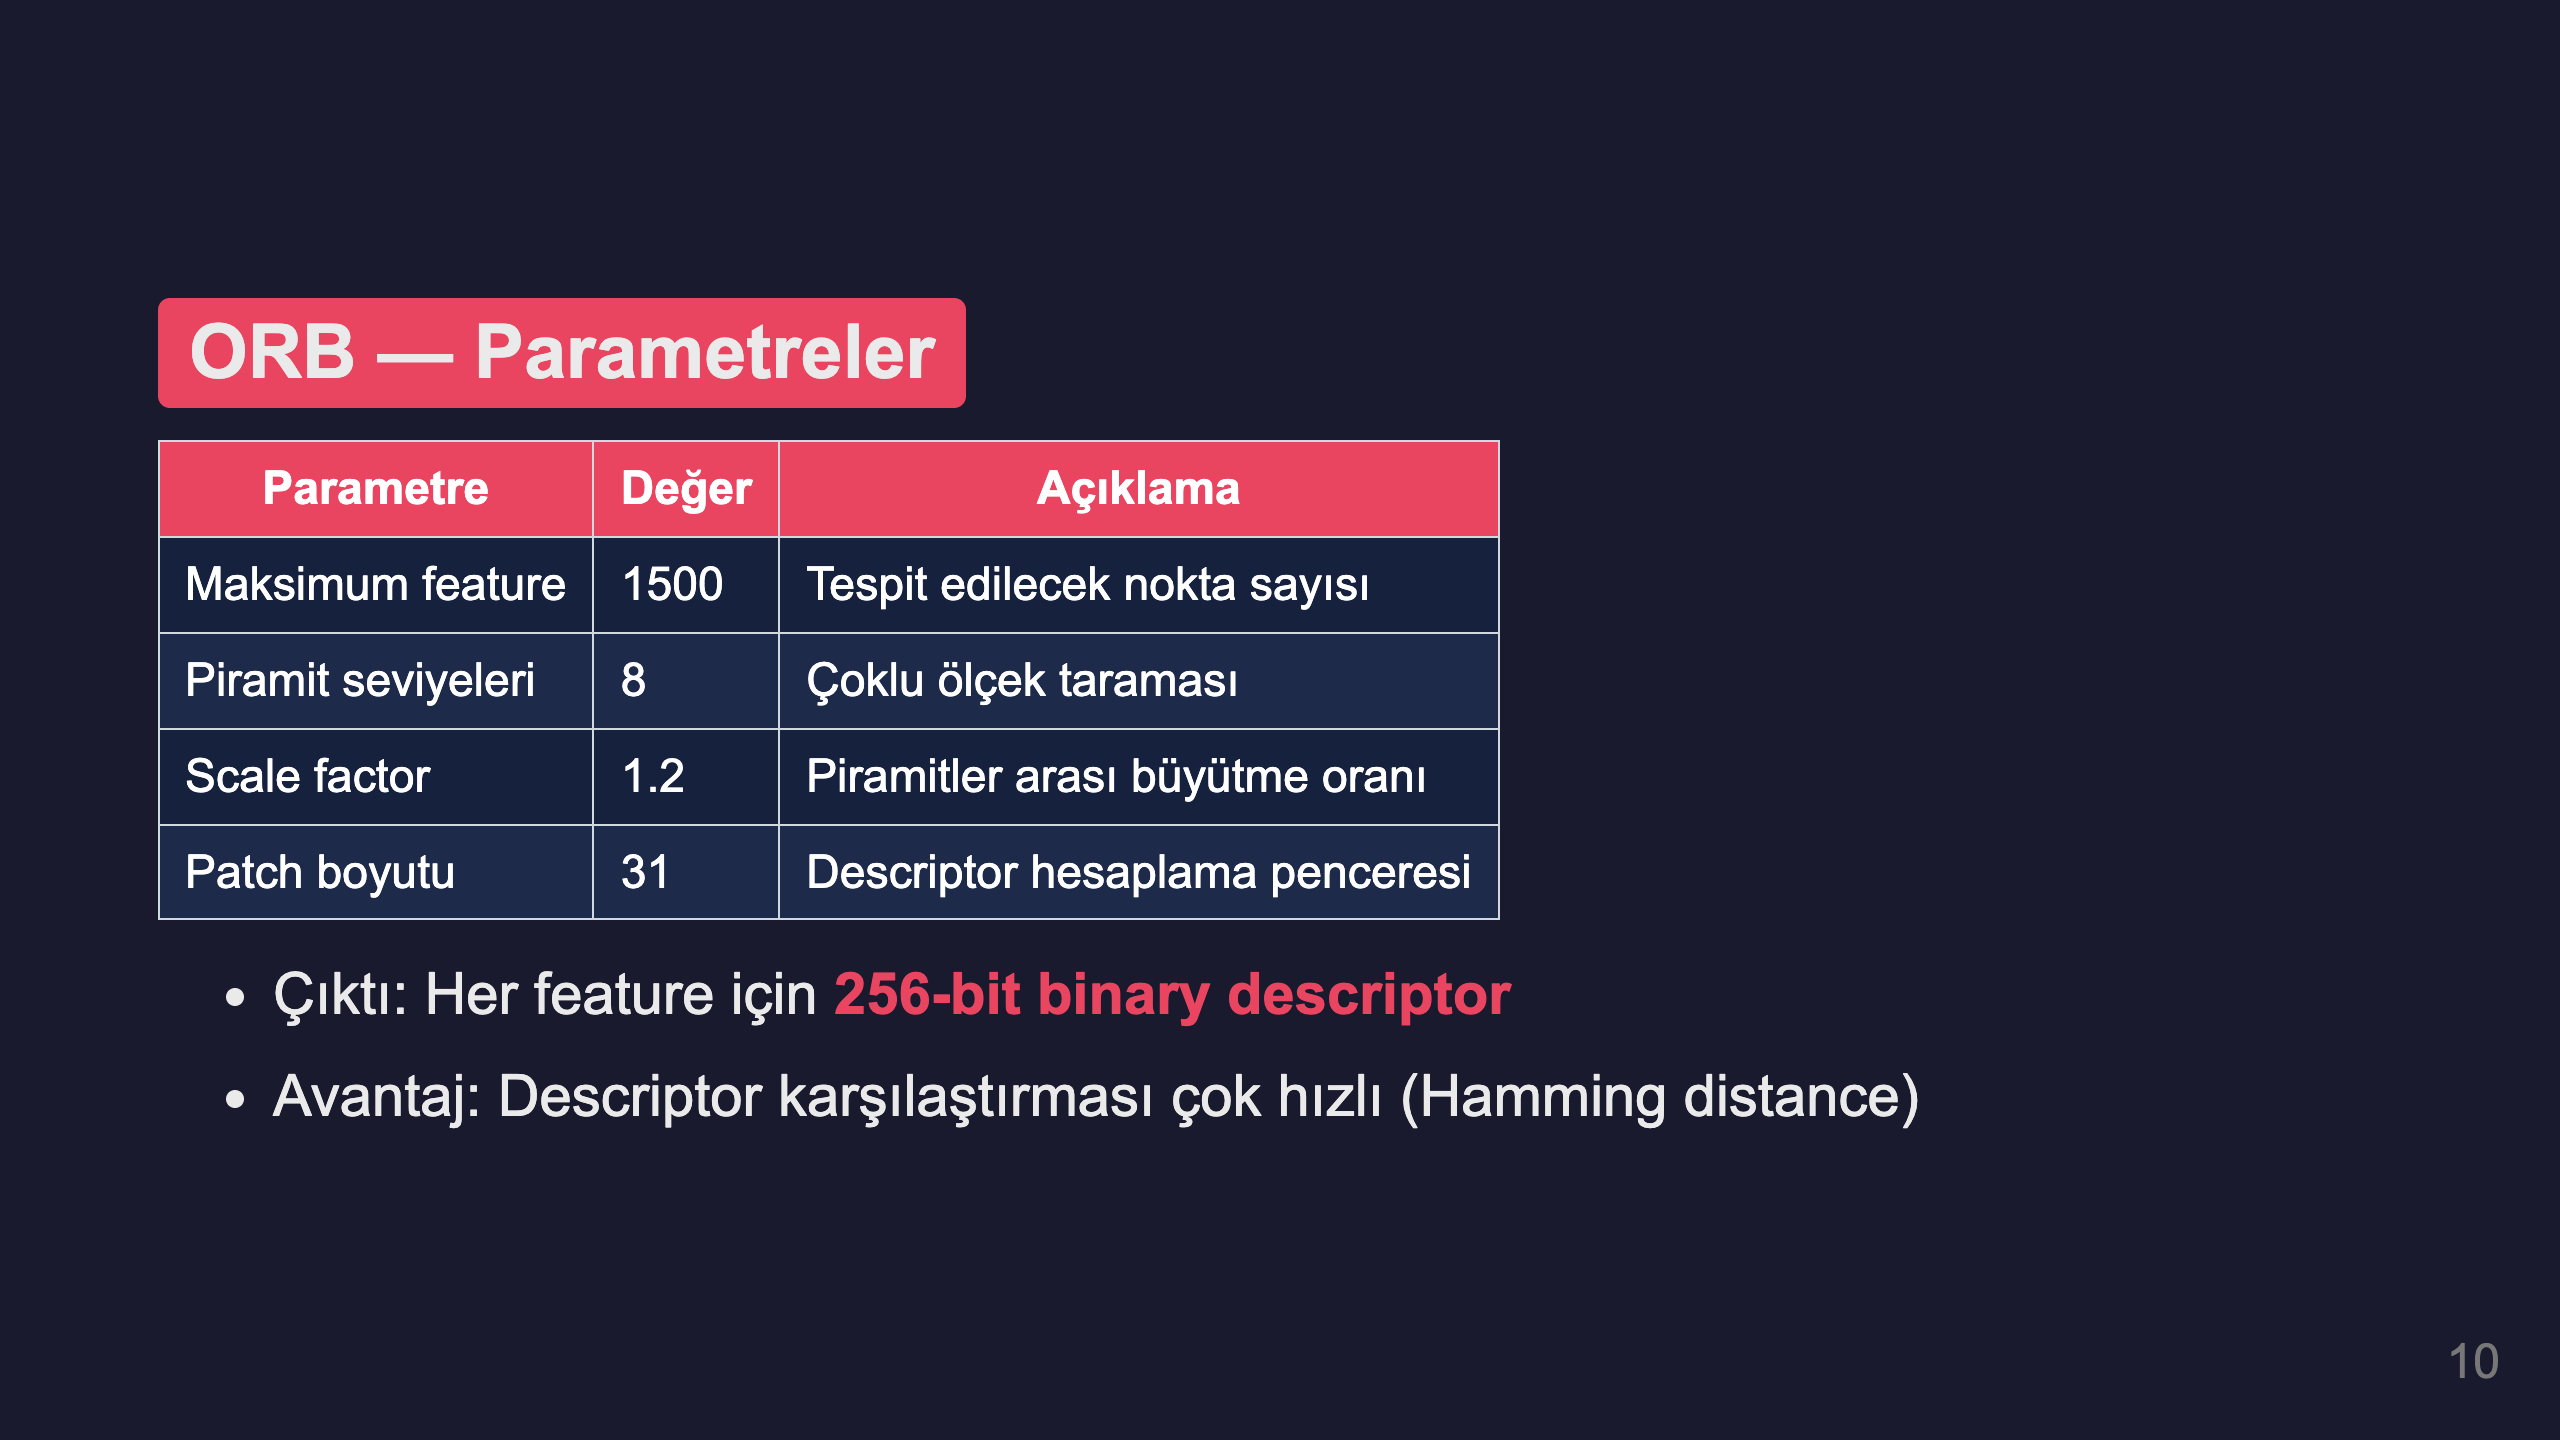 ORB — Parametreler
Parametre Değer Açıklama
Maksimum feature 1500 Tespit edilecek nokta sayısı
Piramit seviyeleri 8 Çoklu ölçek taraması
Scale factor 1.2 Piramitler arası büyütme oranı
Patch boyutu 31 Descriptor hesaplama penceresi
• Çıktı: Her feature için 256-bit binary descriptor
• Avantaj: Descriptor karşılaştırması çok hızlı (Hamming distance)
10